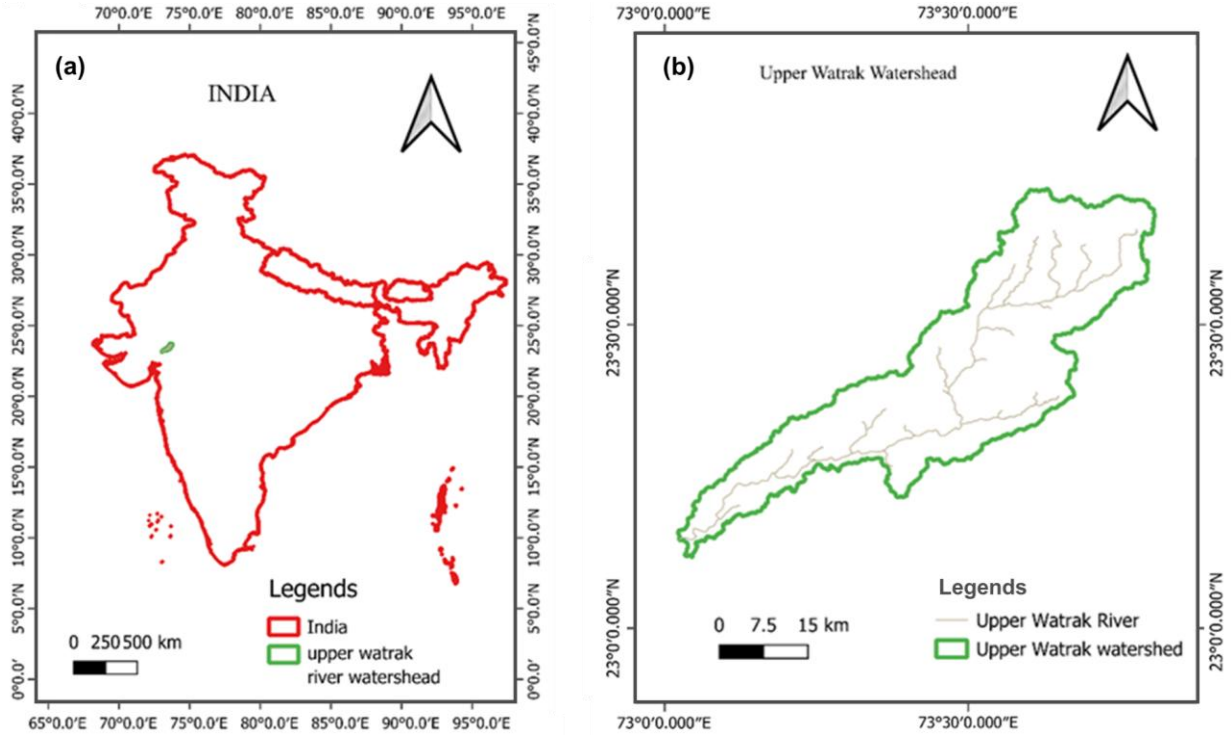 70°0.0'E 75°0.0'E 80°0.0'E 85°0.0'E 90°0.0'E 95°0.0'E
(a)
INDIA
45°0.0'N
40°0.0'N 40°0.0'N
35°0.0'N 35°0.0'N
30°0.0'N 30°0.0'N
25°0.0'N 25°0.0'N
20°0.0'N 20°0.0'N
15°0.0'N 15°0.0'N
10°0.0'N 10°0.0'N
5°0.0'N 5°0.0'N
0°0.0' 0°0.0'
Legends
India
upper watrak
river watershead
0 250 500 km
65°0.0'E 70°0.0'E 75°0.0'E 80°0.0'E 85°0.0'E 90°0.0'E 95°0.0'E
73°0'0.000"E 73°30'0.000"E
(b)
Upper Watrak Watershead
23°30'0.000"N 23°30'0.000"N
23°0'0.000"N 23°0'0.000"N
Legends
Upper Watrak River
Upper Watrak watershed
0 7.5 15 km
73°0'0.000"E 73°30'0.000"E